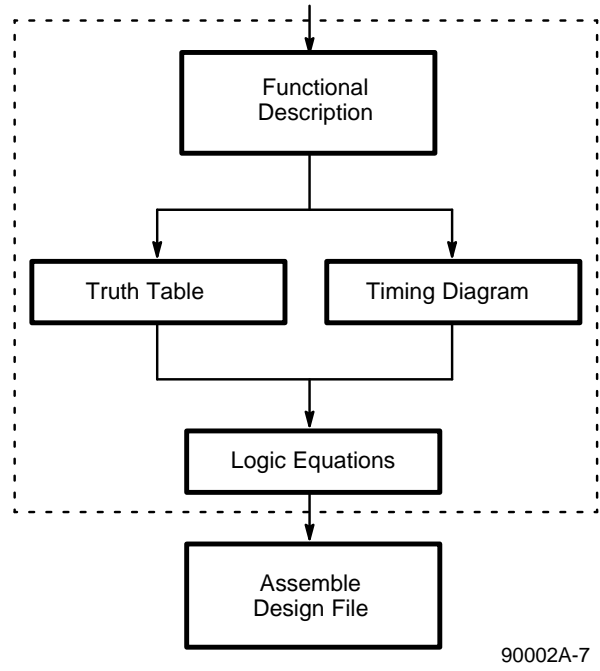 Functional
Description
Truth Table
Timing Diagram
Logic Equations
Assemble
Design File
90002A-7